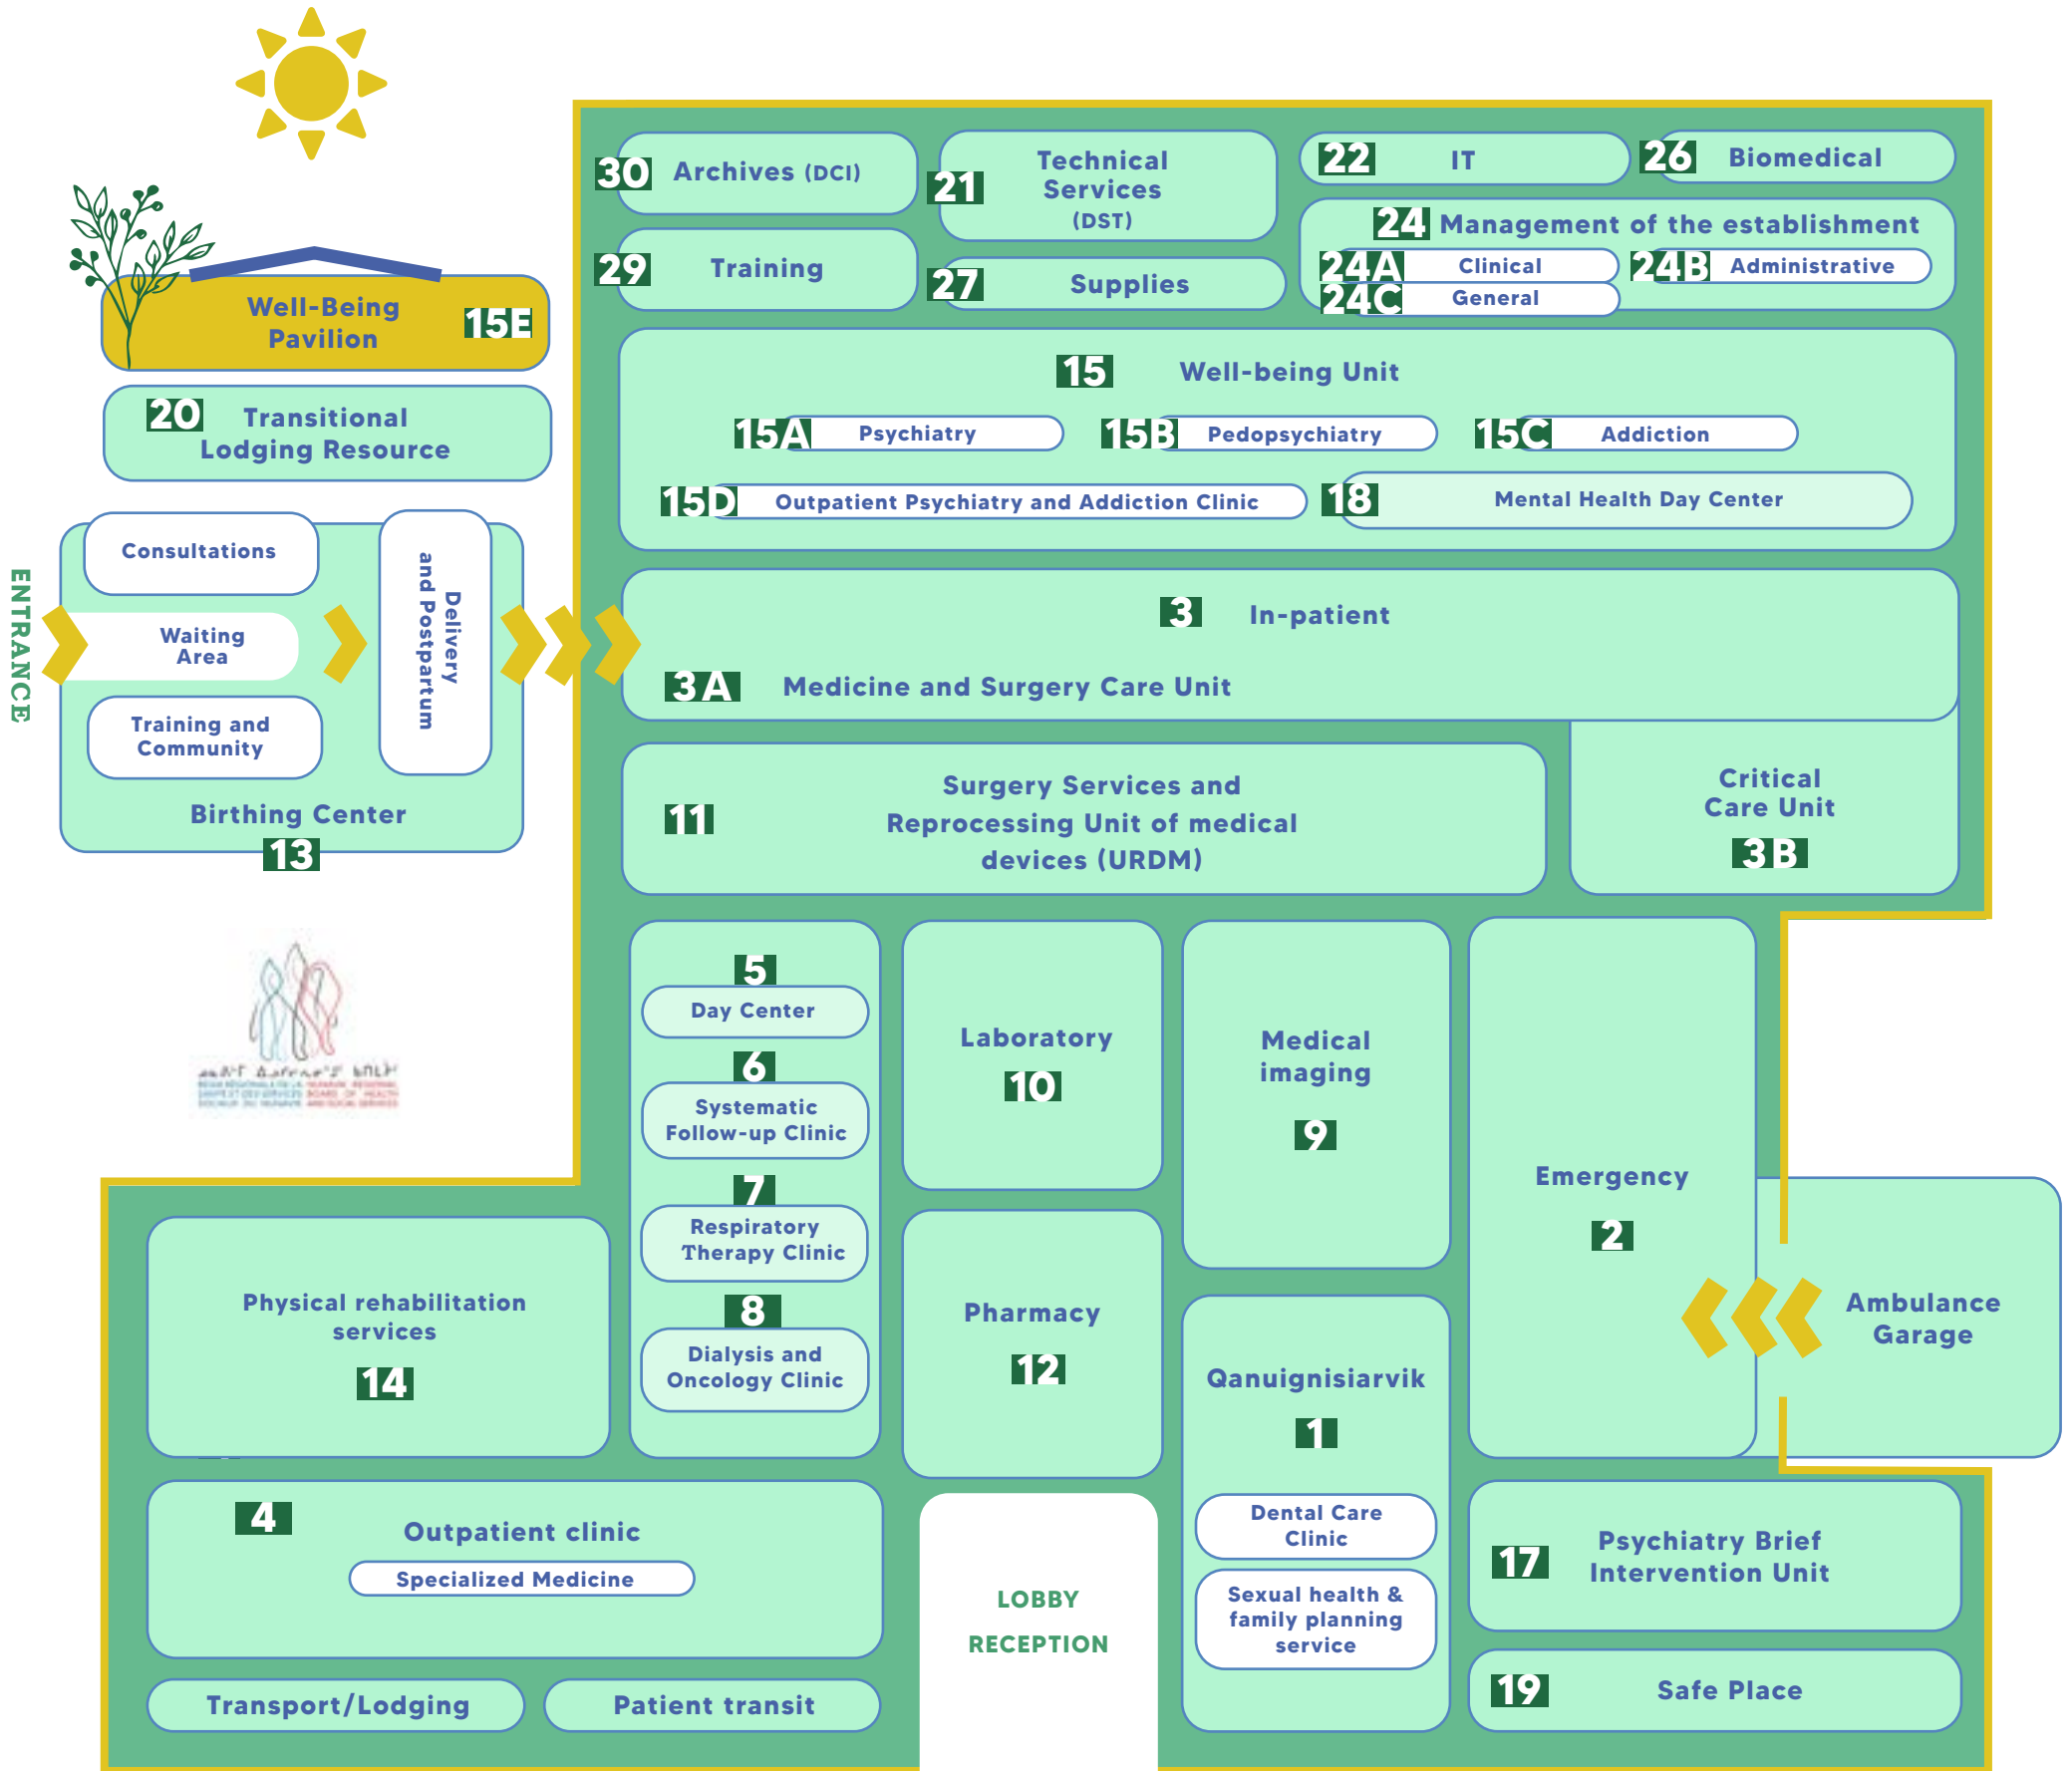 30 Archives (DCI)
21 Technical
Services
(DST)
22 IT
26 Biomedical
29 Training
27 Supplies
24 Management of the establishment
24A Clinical
24B Administrative
24C General
Well-Being
Pavilion
15E
20 Transitional
Lodging Resource
15 Well-being Unit
15A Psychiatry
15B Pedopsychiatry
15C Addiction
15D Outpatient Psychiatry and Addiction Clinic
18 Mental Health Day Center
ENTRANCE
Consultations
Waiting
Area
Training and
Community
Delivery
and Postpartum
Birthing Center
13
3 In-patient
3A Medicine and Surgery Care Unit
11
Surgery Services and
Reprocessing Unit of medical
devices (URDM)
Critical
Care Unit
3B
5
Day Center
6
Systematic
Follow-up Clinic
7
Respiratory
Therapy Clinic
8
Dialysis and
Oncology Clinic
Laboratory
10
Medical
imaging
9
Emergency
2
Ambulance
Garage
Physical rehabilitation
services
14
Pharmacy
12
Qanuignisiarvik
1
Dental Care
Clinic
Sexual health &
family planning
service
4
Outpatient clinic
Specialized Medicine
LOBBY
RECEPTION
17
Psychiatry Brief
Intervention Unit
19 Safe Place
Transport/Lodging
Patient transit